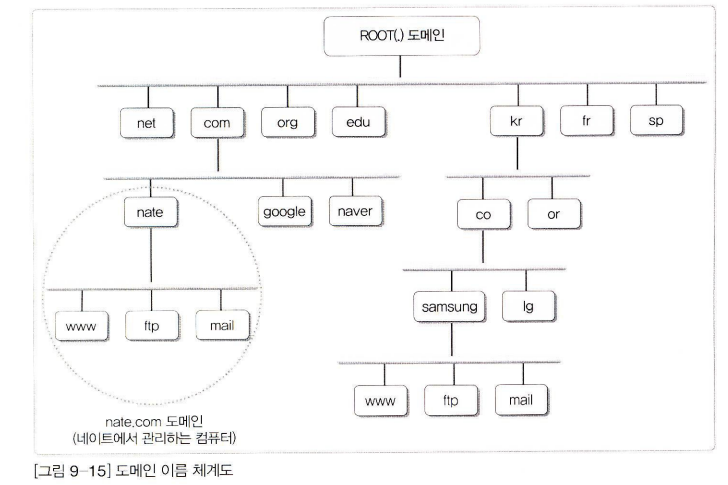 ROOT(.) 도메인
net com org edu kr fr sp
nate google naver co or
samsung lg
www ftp mail
www ftp mail
nate.com 도메인
(네이트에서 관리하는 컴퓨터)
[그림 9-15] 도메인 이름 체계도